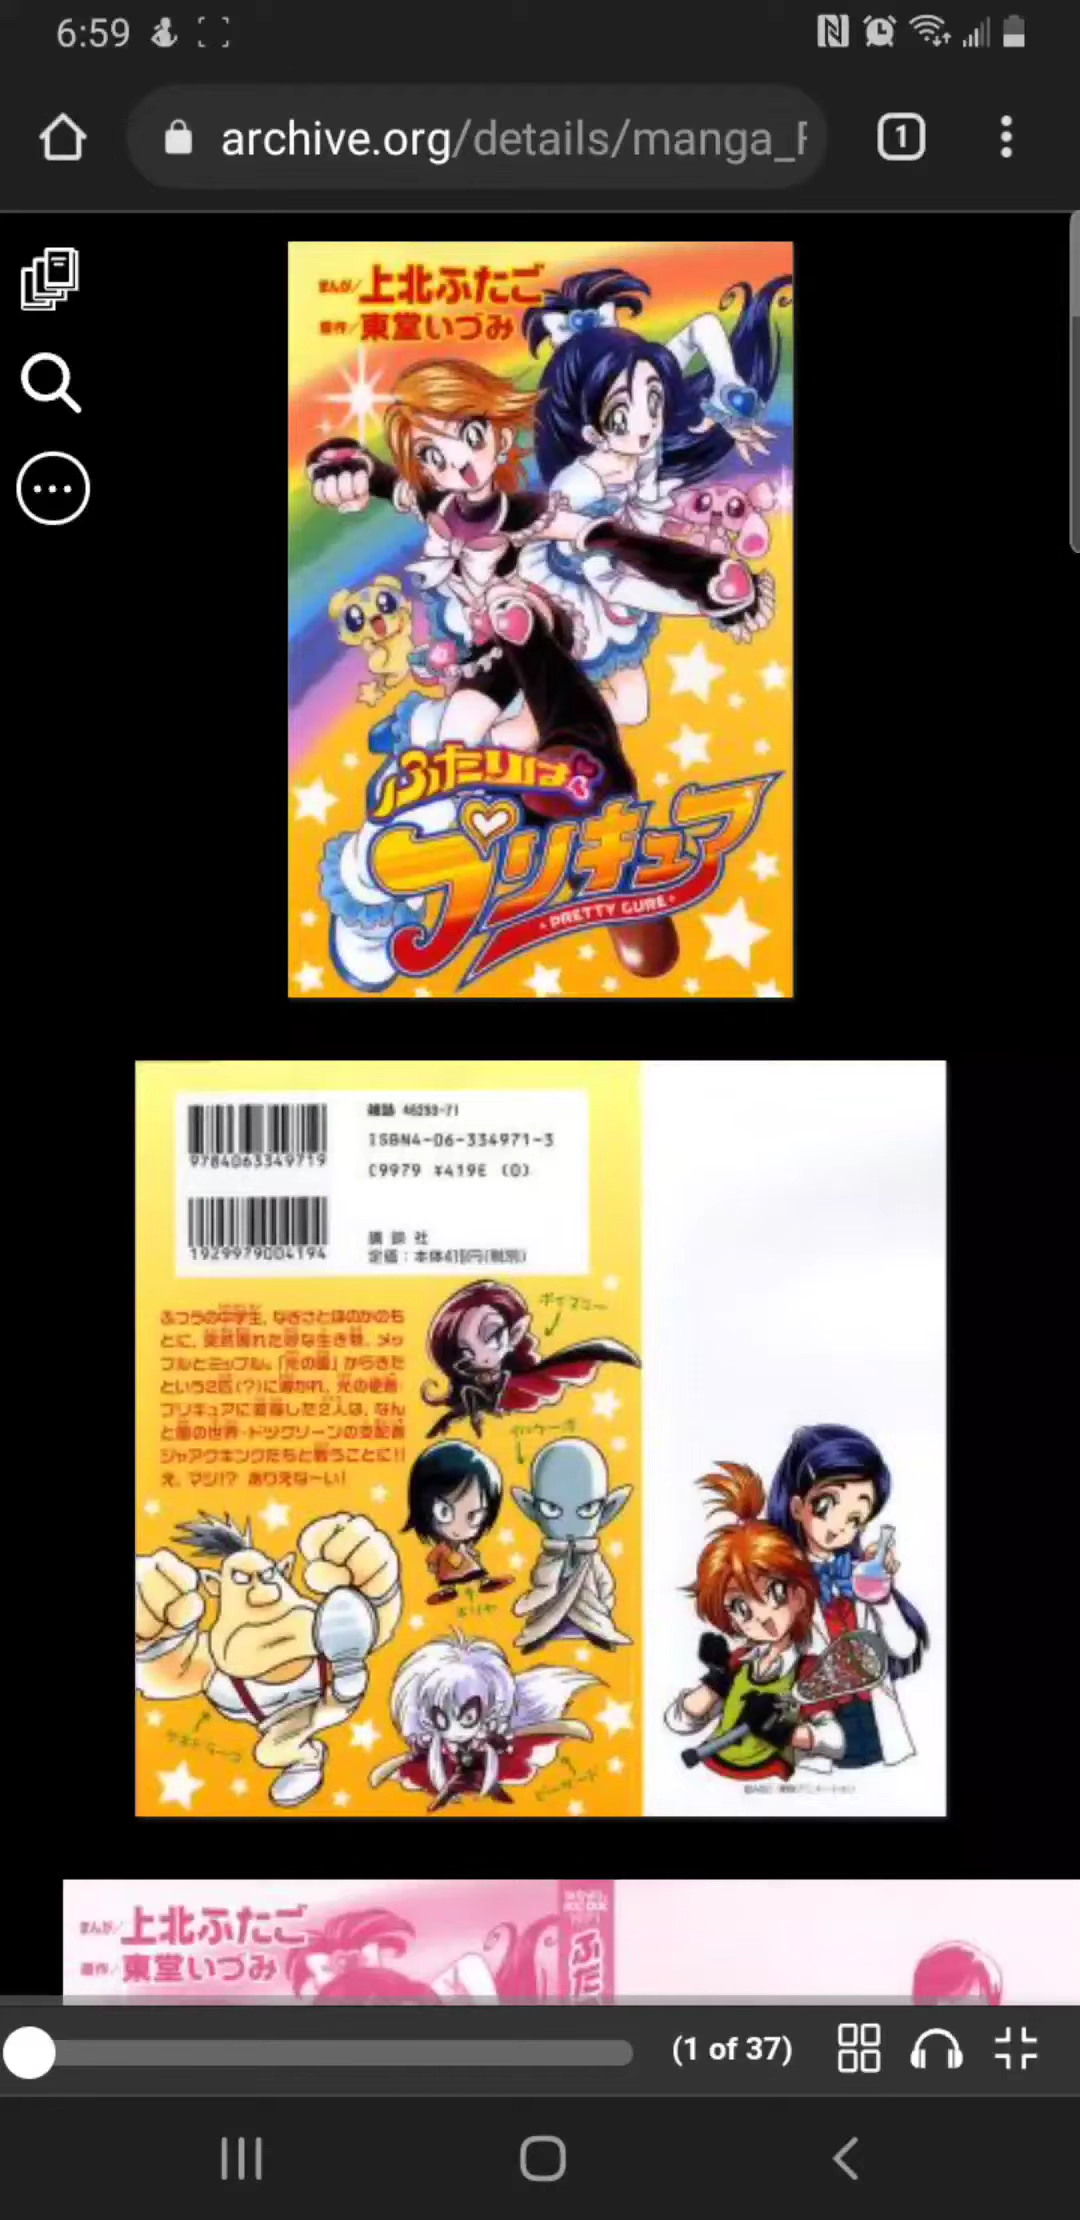 6:59
archive.org/details/manga_F
1
まんが/上北ふたご
原作/東堂いづみ
ふたりは
プリキュア
PRETTY CURE
雑誌 46293-71
ISBN4-06-334971-3
9784063349719
C9979 ¥419E (0)
1929979004194
講談社
定価:本体419円(税別)
ふつうの中学生、なぎさとほのかのも
とに、突然現れた妙な生き物、メッ
プルとミップル。「光の園」からきた
という2匹(?)に導かれ、光の使者・
プリキュアに変身した2人は、なん
と闇の世界・ドツクゾーンの支配者
ジャアクキングたちと戦うことに!!
え、マジ!? ありえな〜い!
ポイズニー
イルクーボ
キリヤ
ゲキドラーゴ
ピーサード
まんが/上北ふたご
原作/東堂いづみ
ふた
(1 of 37)